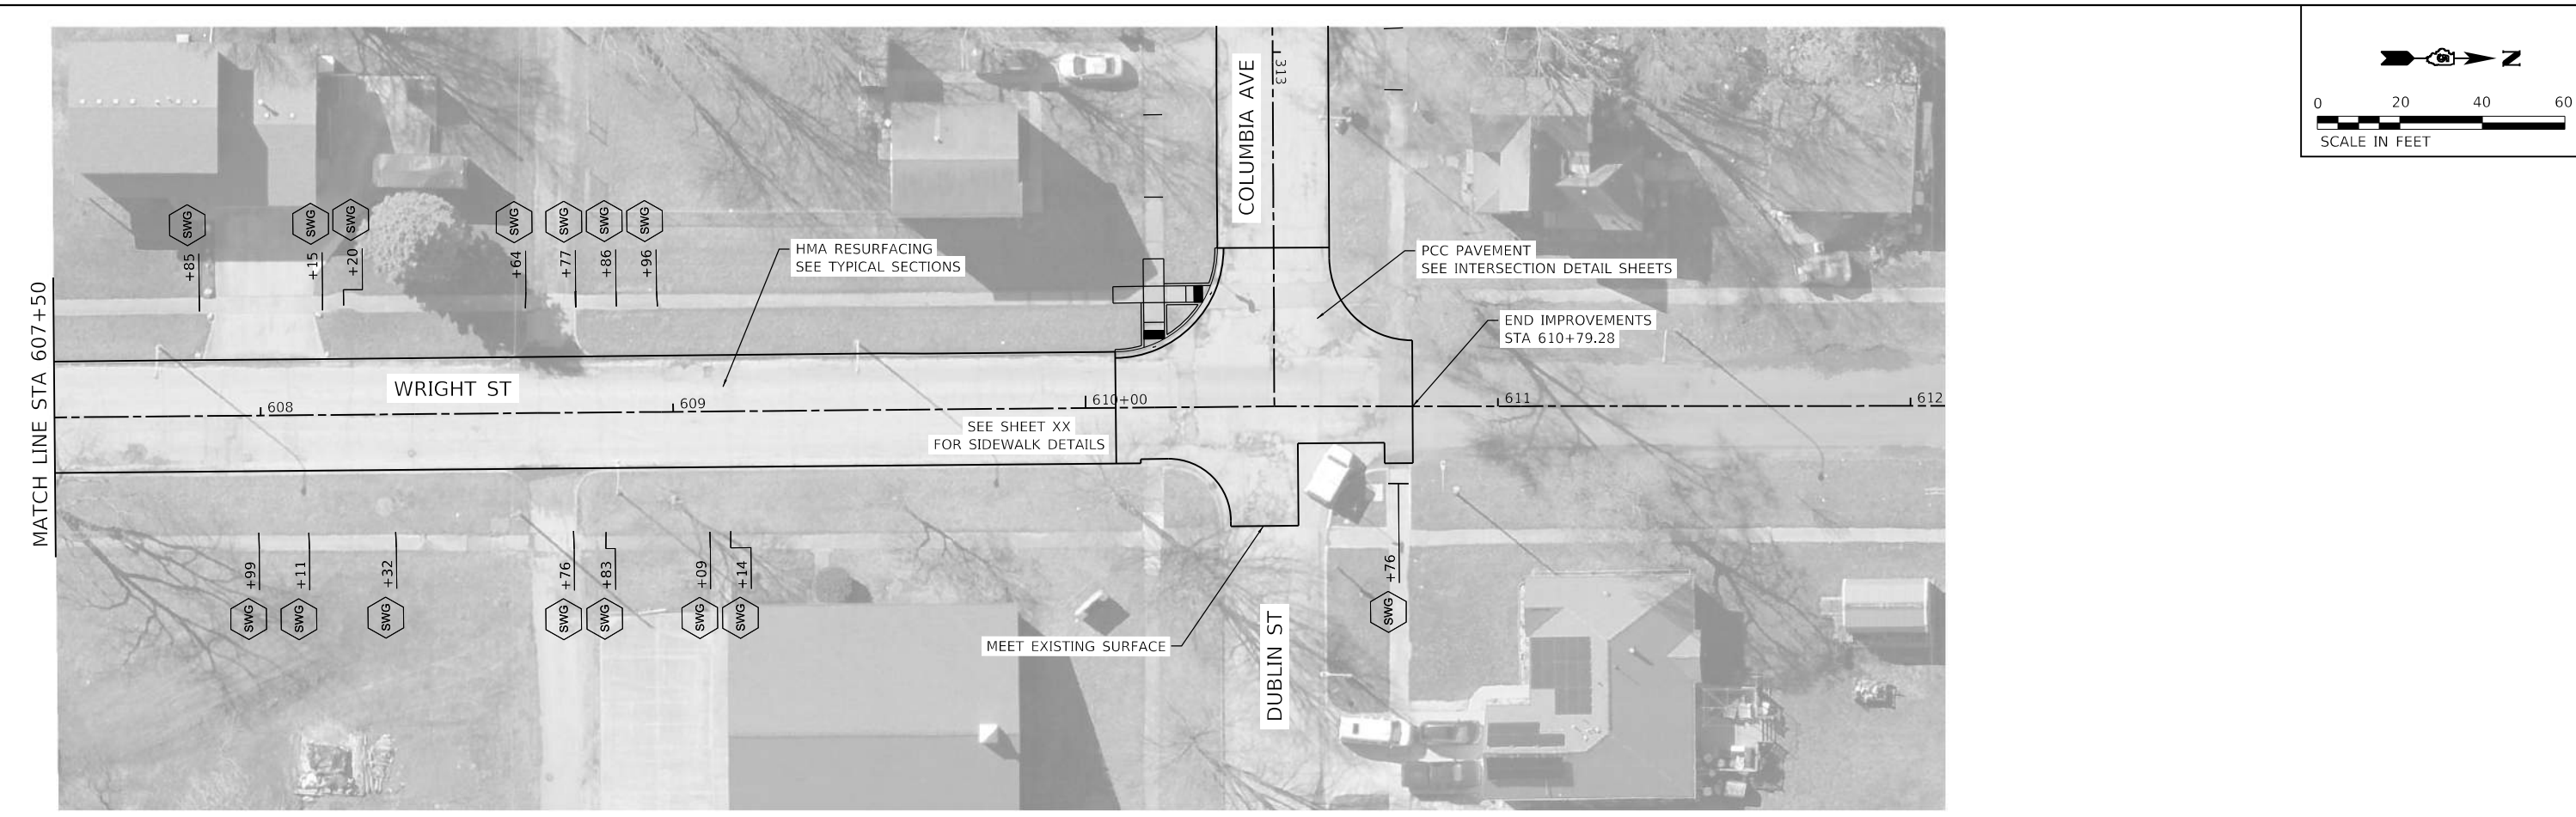 N
0 20 40 60
SCALE IN FEET
COLUMBIA AVE
313
SWG
SWG
SWG
SWG
SWG
SWG
SWG
+85
+15
+20
+64
+77
+86
+96
HMA RESURFACING
SEE TYPICAL SECTIONS
PCC PAVEMENT
SEE INTERSECTION DETAIL SHEETS
END IMPROVEMENTS
STA 610+79.28
MATCH LINE STA 607+50
WRIGHT ST
608
609
610+00
611
612
SEE SHEET XX
FOR SIDEWALK DETAILS
+99
+11
+32
+76
+83
+09
+14
+76
SWG
SWG
SWG
SWG
SWG
SWG
SWG
SWG
MEET EXISTING SURFACE
DUBLIN ST